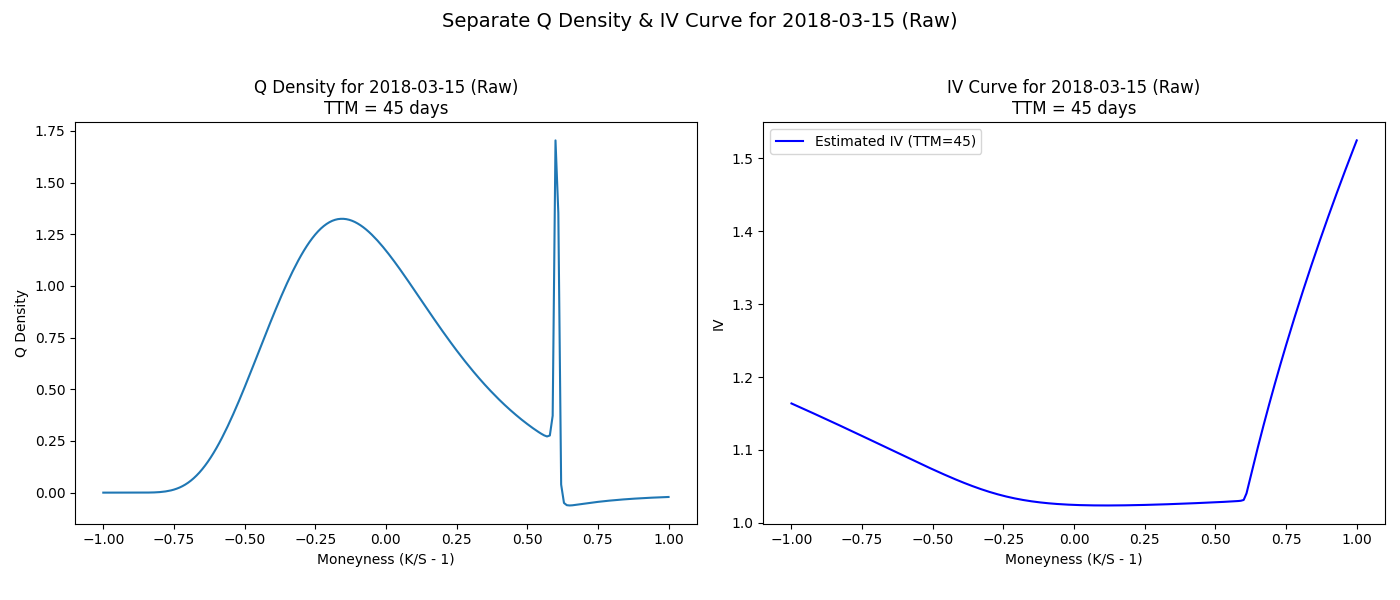 Separate Q Density & IV Curve for 2018-03-15 (Raw)
Q Density for 2018-03-15 (Raw)
TTM = 45 days
1.75
1.50
1.25
1.00
0.75
0.50
0.25
0.00
Q Density
−1.00 −0.75 −0.50 −0.25 0.00 0.25 0.50 0.75 1.00
Moneyness (K/S - 1)
IV Curve for 2018-03-15 (Raw)
TTM = 45 days
Estimated IV (TTM=45)
1.5
1.4
1.3
1.2
1.1
1.0
IV
−1.00 −0.75 −0.50 −0.25 0.00 0.25 0.50 0.75 1.00
Moneyness (K/S - 1)